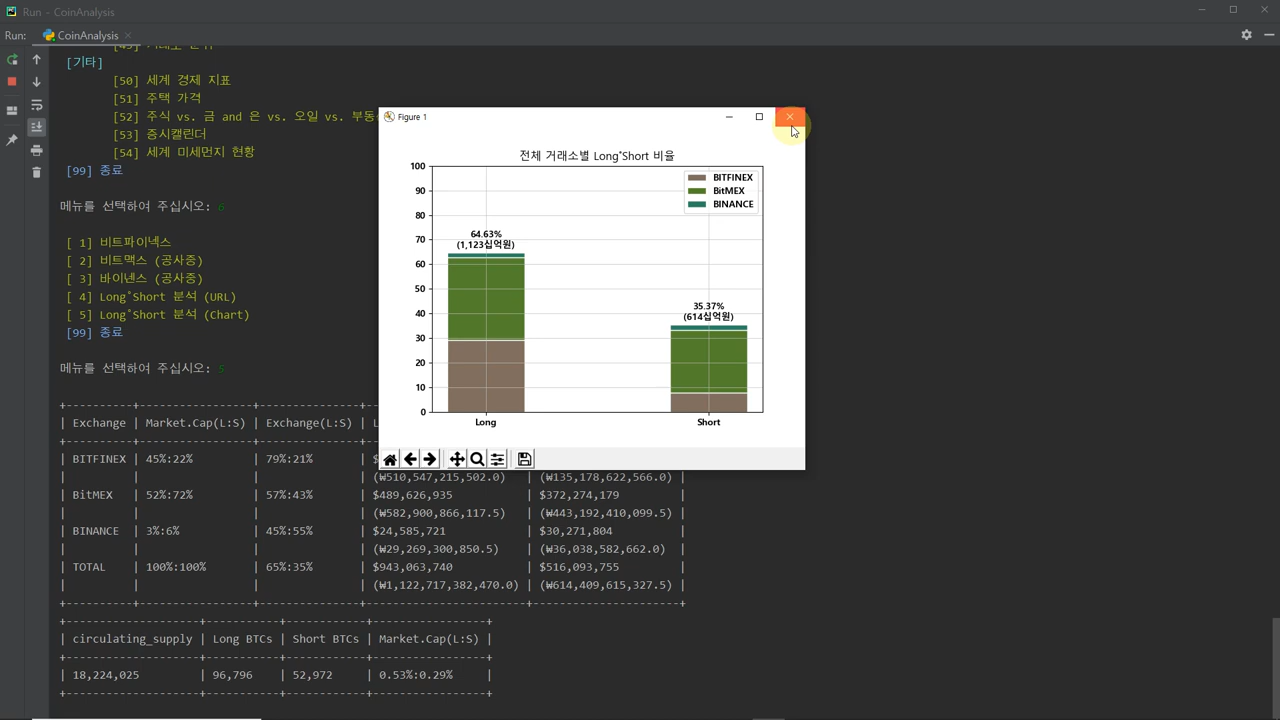 Run - CoinAnalysis
Run: CoinAnalysis
[기타]
[50] 세계 경제 지표
[51] 주택 가격
[52] 주식 vs. 금 and 은 vs. 오일 vs. 부동
[53] 증시캘린더
[54] 세계 미세먼지 현황
[99] 종료
메뉴를 선택하여 주십시오: 6
[ 1] 비트파이넥스
[ 2] 비트맥스 (공사중)
[ 3] 바이낸스 (공사중)
[ 4] Long˚Short 분석 (URL)
[ 5] Long˚Short 분석 (Chart)
[99] 종료
메뉴를 선택하여 주십시오: 5
Figure 1
전체 거래소별 Long˚Short 비율
100
90
80
70
60
50
40
30
20
10
0
BITFINEX
BitMEX
BINANCE
64.63%
(1,123십억원)
35.37%
(614십억원)
Long Short
| Exchange | Market.Cap(L:S) | Exchange(L:S) |
| BITFINEX | 45%:22% | 79%:21% | $
(₩510,547,215,502.0) | (₩135,178,622,566.0) |
| BitMEX | 52%:72% | 57%:43% | $489,626,935 | $372,274,179 |
| | | | (₩582,900,866,117.5) | (₩443,192,410,099.5) |
| BINANCE | 3%:6% | 45%:55% | $24,585,721 | $30,271,804 |
| | | | (₩29,269,300,850.5) | (₩36,038,582,662.0) |
| TOTAL | 100%:100% | 65%:35% | $943,063,740 | $516,093,755 |
| | | | (₩1,122,717,382,470.0) | (₩614,409,615,327.5) |
| circulating_supply | Long BTCs | Short BTCs | Market.Cap(L:S) |
| 18,224,025 | 96,796 | 52,972 | 0.53%:0.29% |